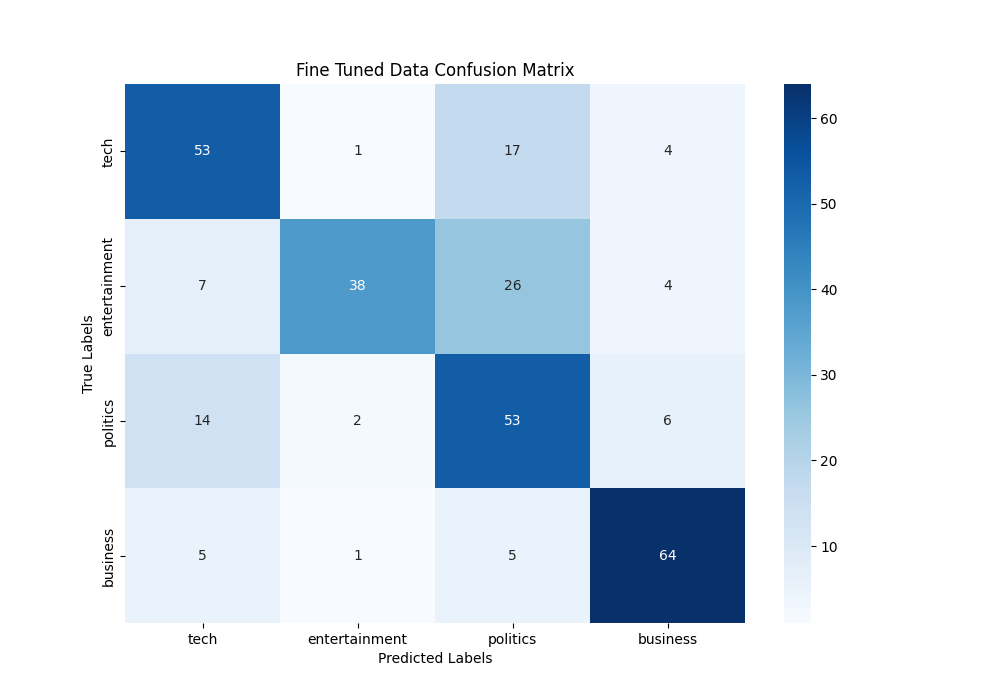 Fine Tuned Data Confusion Matrix
True Labels
tech
53 1 17 4
entertainment
7 38 26 4
politics
14 2 53 6
business
5 1 5 64
tech entertainment politics business
Predicted Labels
60
50
40
30
20
10